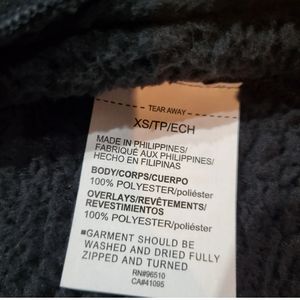 TEAR AWAY
XS/TP/ECH
MADE IN PHILIPPINES/
FABRIQUÉ AUX PHILIPPINES/
HECHO EN FILIPINAS
BODY/CORPS/CUERPO
100% POLYESTER/poliéster
OVERLAYS/REVÊTEMENTS/
REVESTIMIENTOS
100% POLYESTER/poliéster
■GARMENT SHOULD BE
WASHED AND DRIED FULLY
ZIPPED AND TURNED
RN#96510
CA#41095